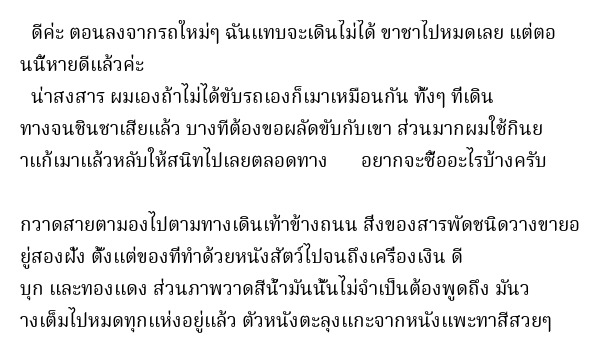 ดีค่ะ ตอนลงจากรถใหม่ๆ ฉันแทบจะเดินไม่ได้ ขาชาไปหมดเลย แต่ตอ
นนี้หายดีแล้วค่ะ
น่าสงสาร ผมเองถ้าไม่ได้ขับรถเองก็เมาเหมือนกัน ทั้งๆ ที่เดิน
ทางจนชินชาเสียแล้ว บางทีต้องขอผลัดขับกับเขา ส่วนมากผมใช้กินย
าแก้เมาแล้วหลับให้สนิทไปเลยตลอดทาง อยากจะซื้ออะไรบ้างครับ
กวาดสายตามองไปตามทางเดินเท้าข้างถนน สิ่งของสารพัดชนิดวางขายอ
ยู่สองฝั่ง ตั้งแต่ของที่ทำด้วยหนังสัตว์ไปจนถึงเครื่องเงิน ดี
บุก และทองแดง ส่วนภาพวาดสีน้ำมันนั้นไม่จำเป็นต้องพูดถึง มันว
างเต็มไปหมดทุกแห่งอยู่แล้ว ตัวหนังตะลุงแกะจากหนังแพะทาสีสวยๆ